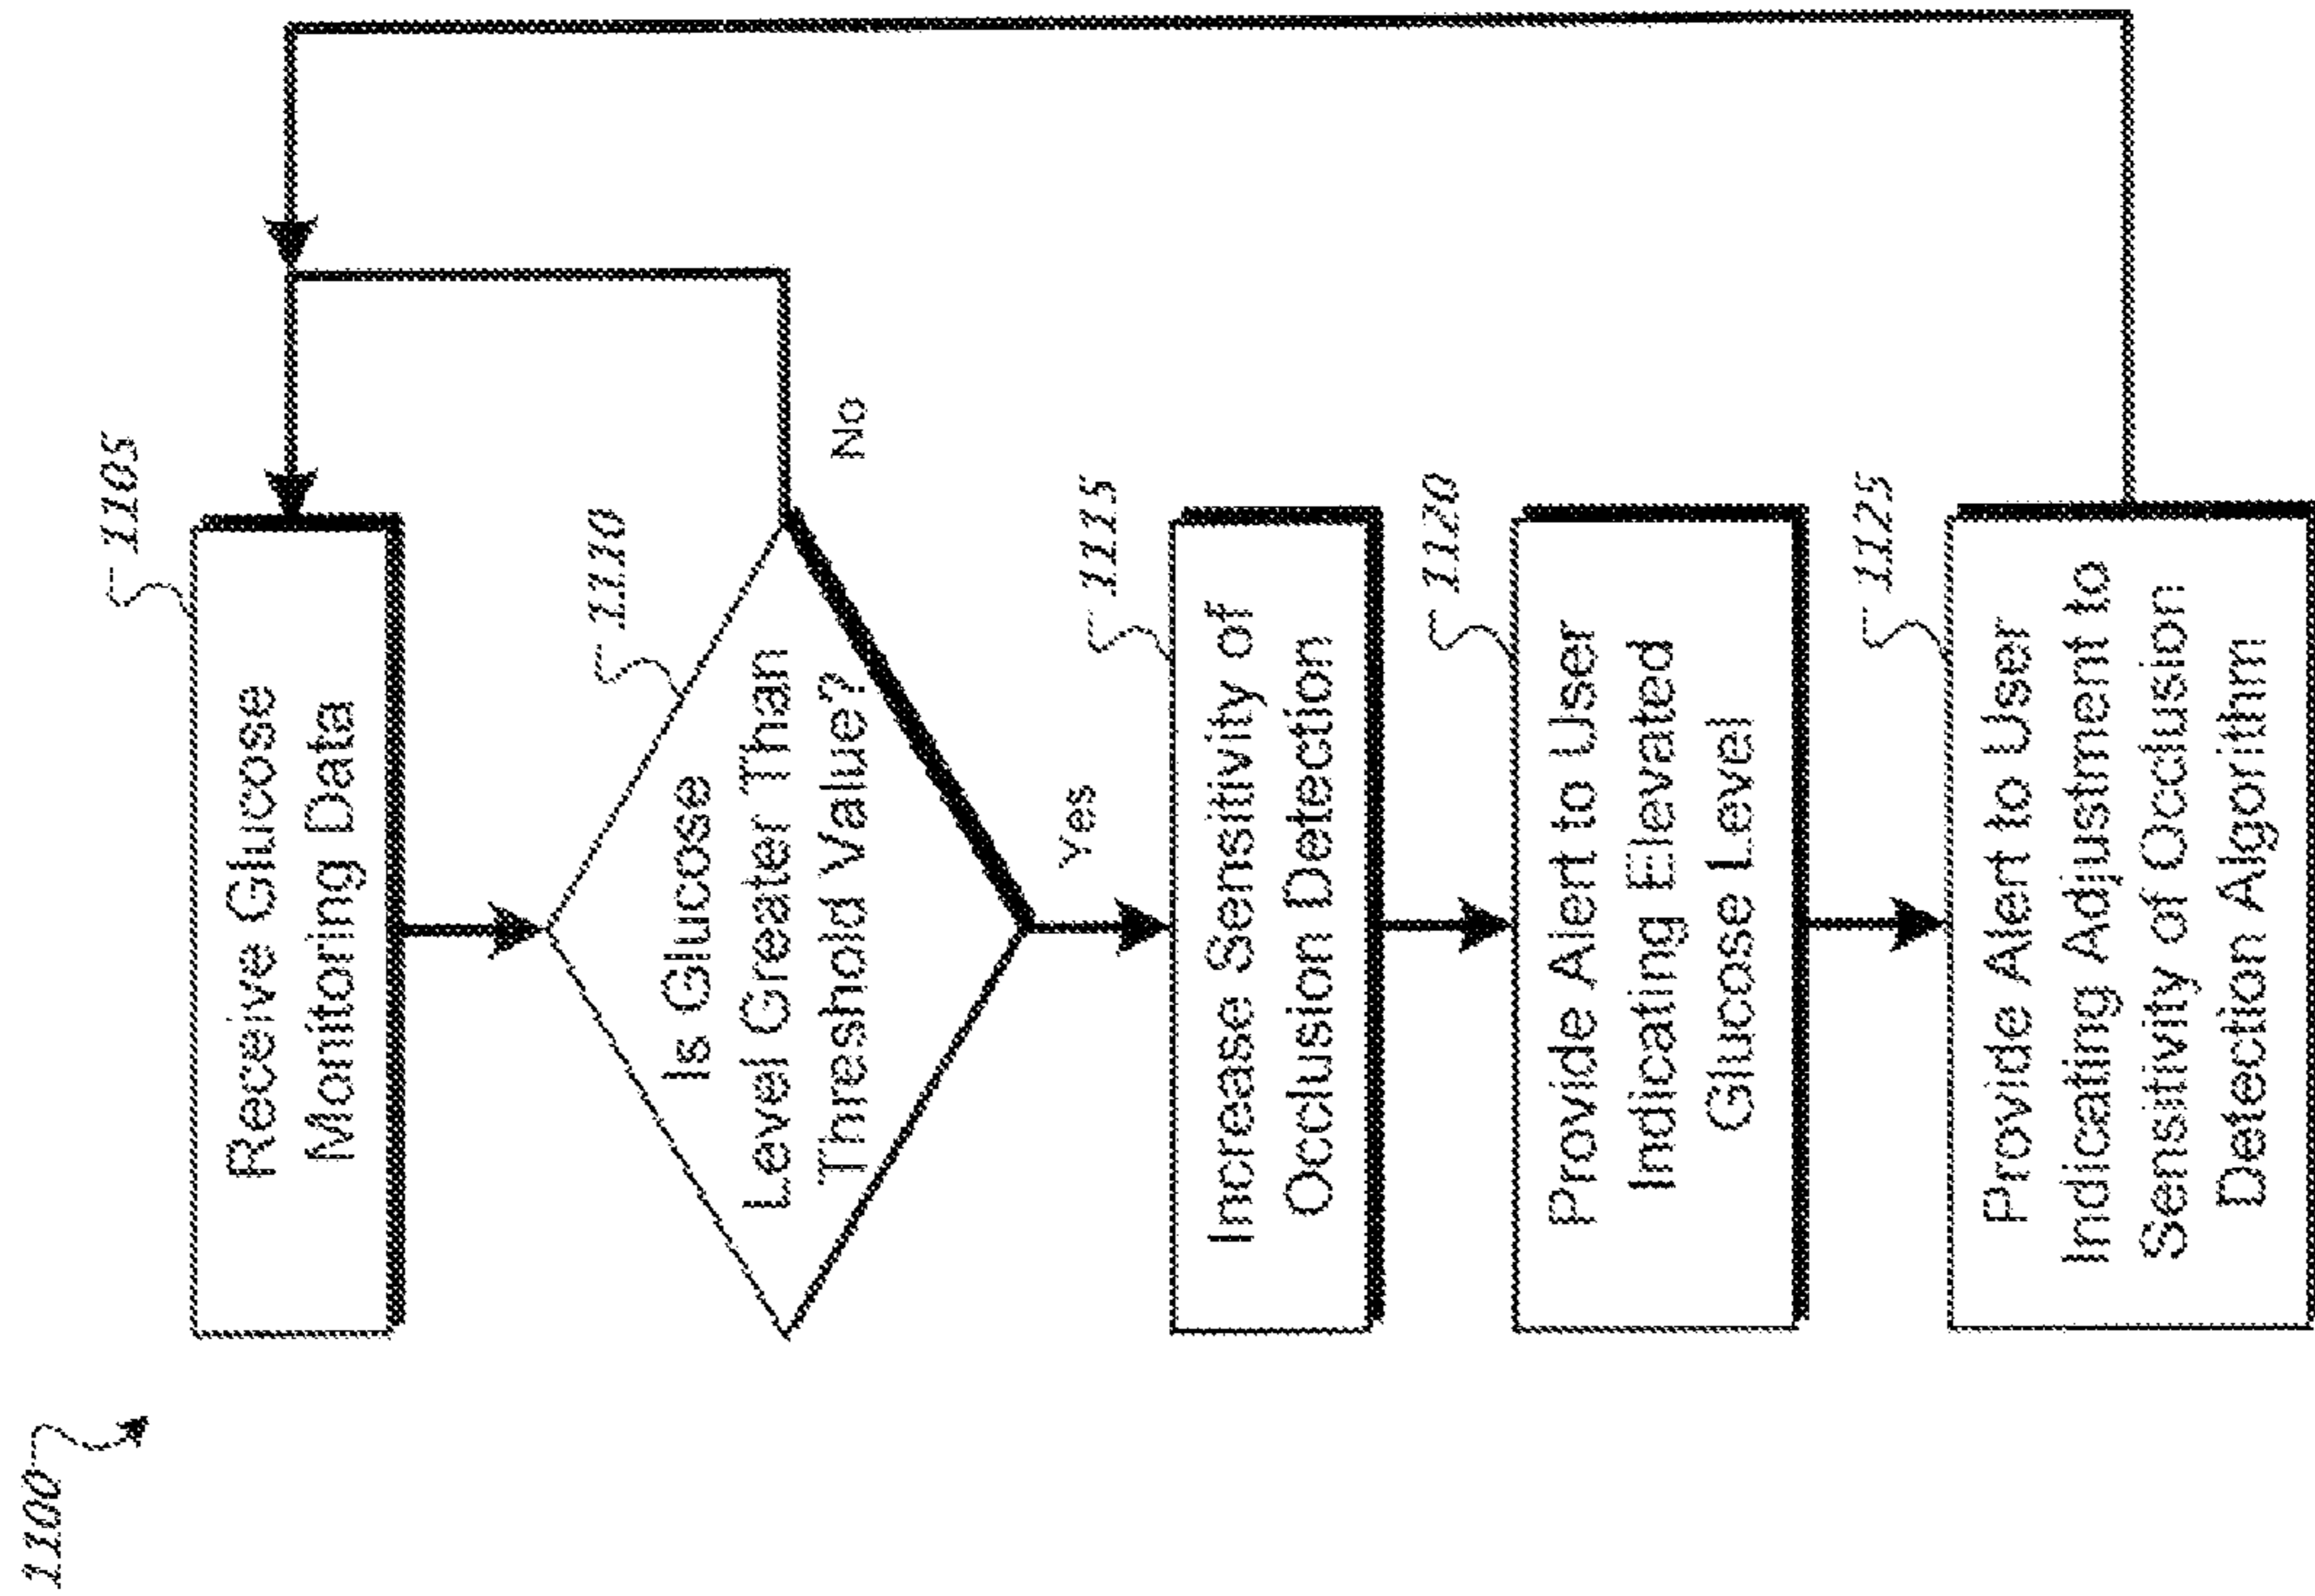 1100
1105
Receive Glucose
Monitoring Data
1110
Is Glucose
Level Greater Than
Threshold Value?
No
Yes
1115
Increase Sensitivity of
Occlusion Detection
1120
Provide Alert to User
Indicating Elevated
Glucose Level
1125
Provide Alert to User
Indicating Adjustment to
Sensitivity of Occlusion
Detection Algorithm